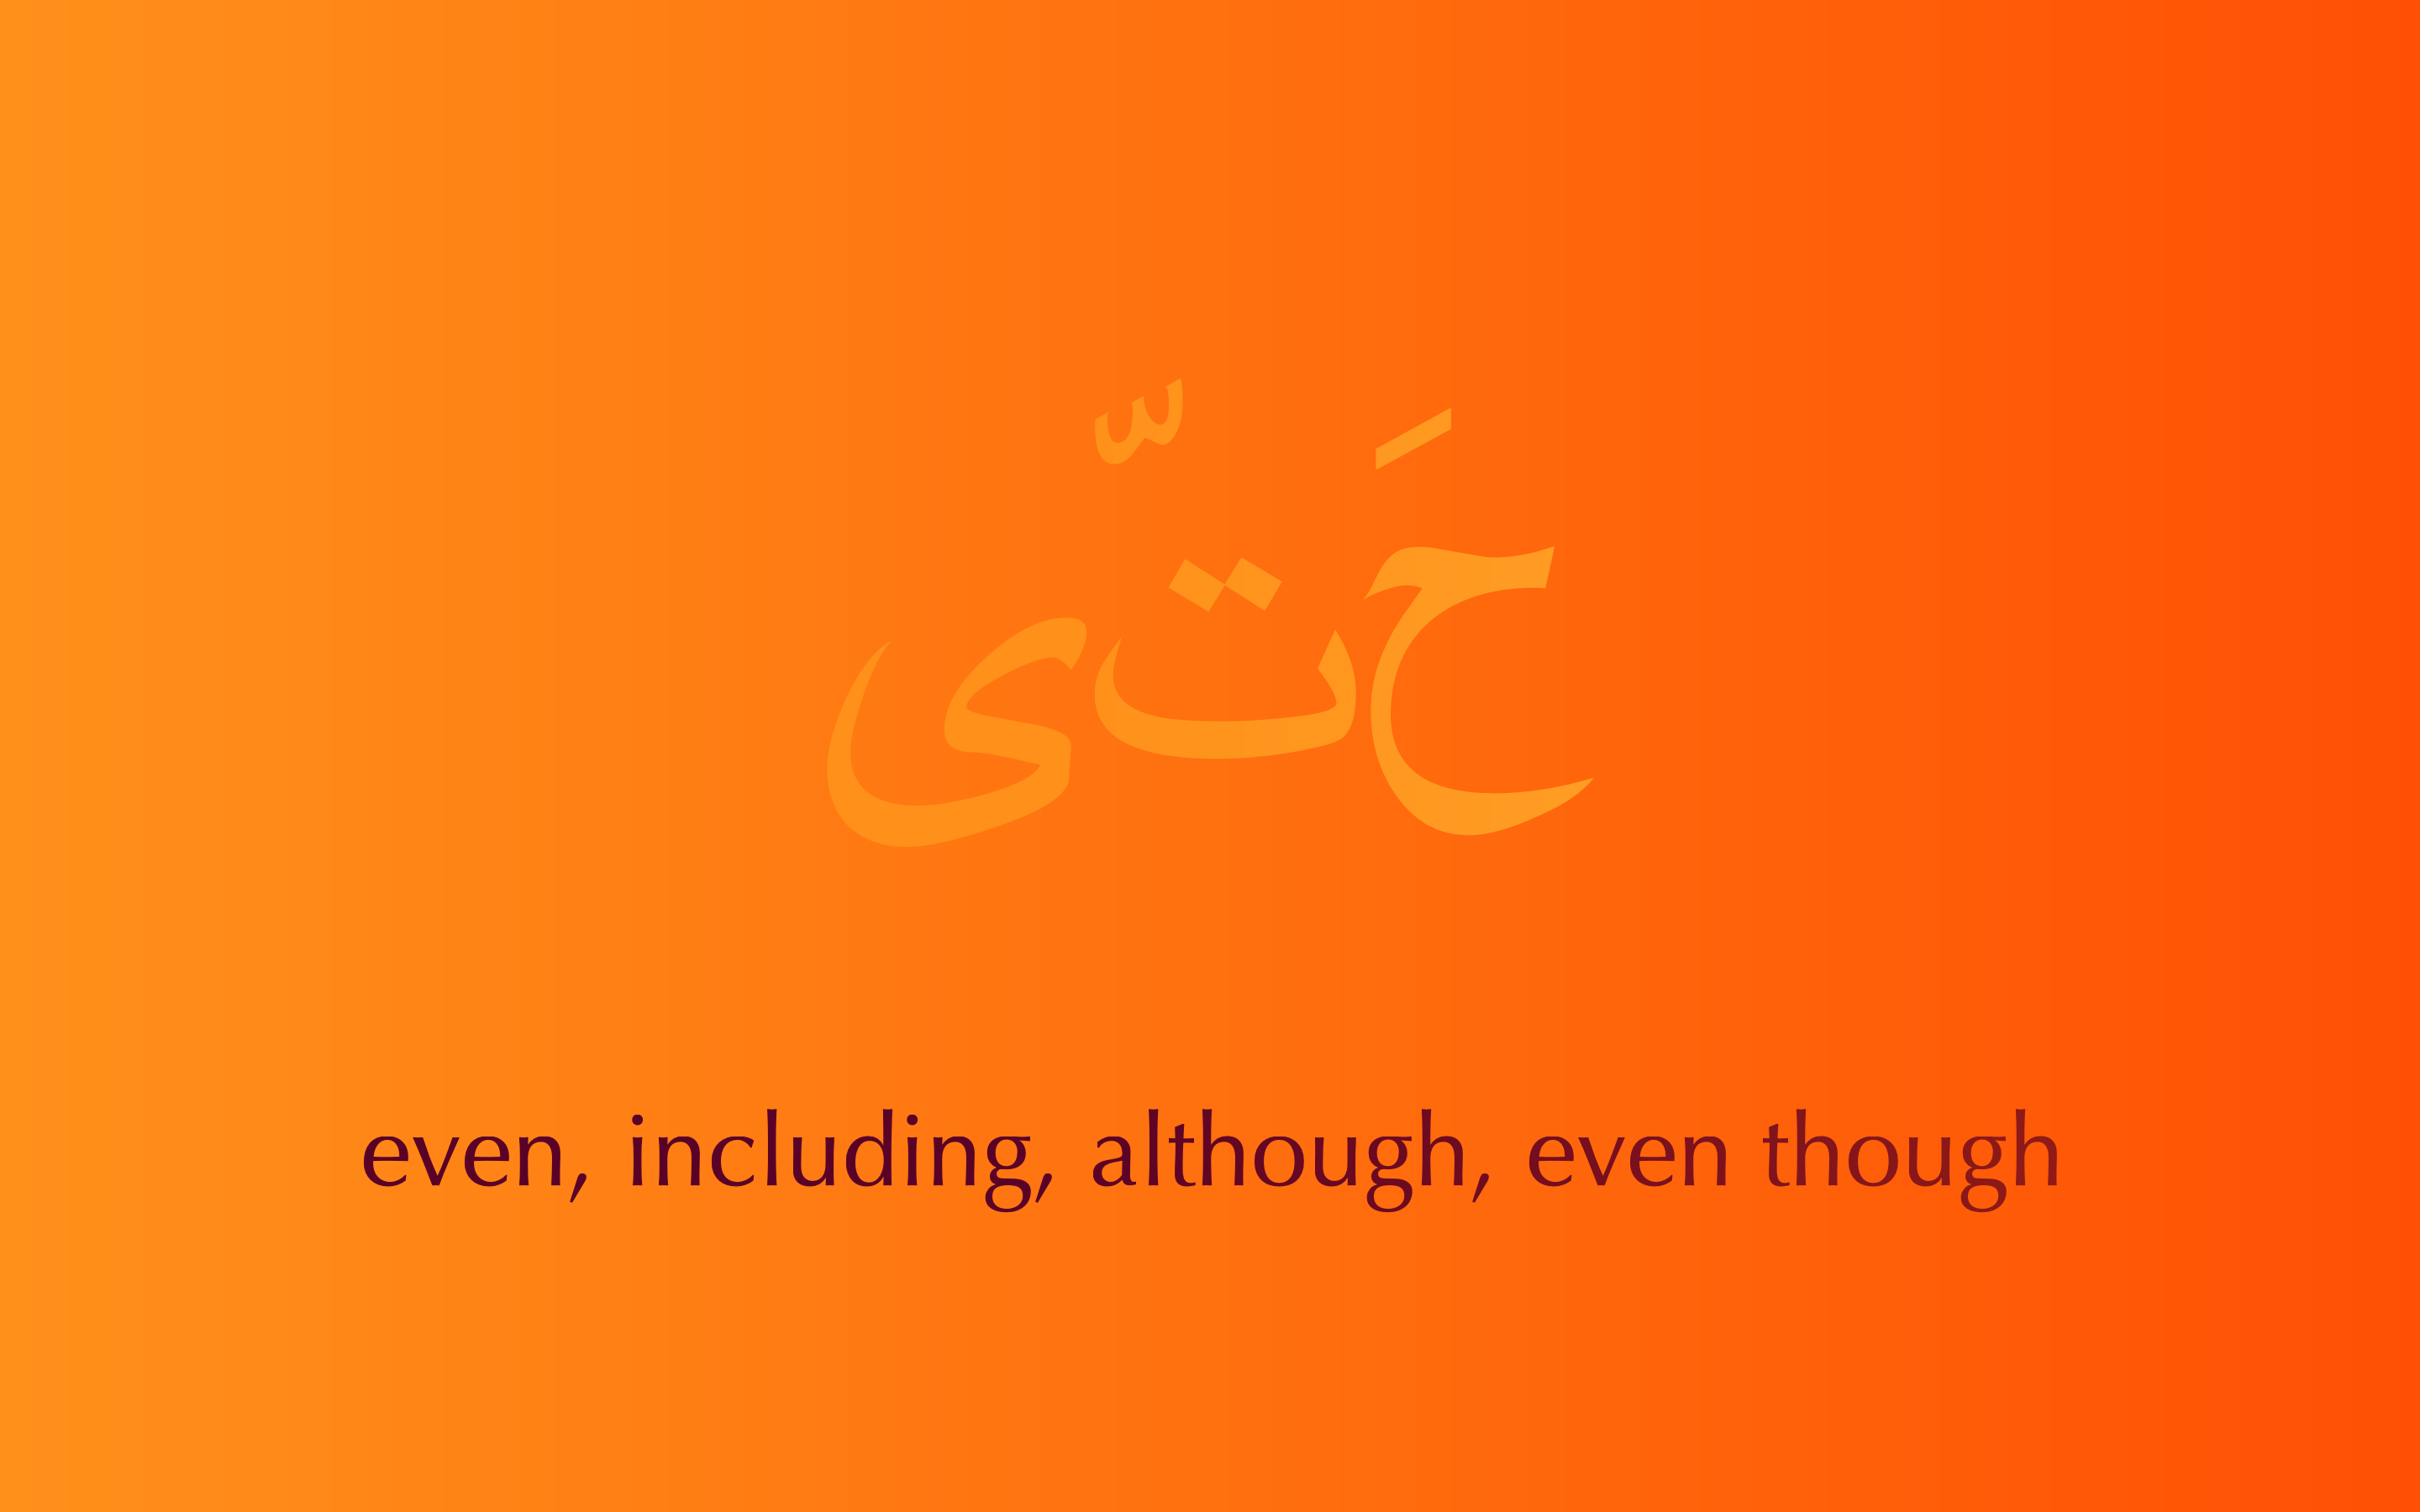 حَتّى
even, including, although, even though